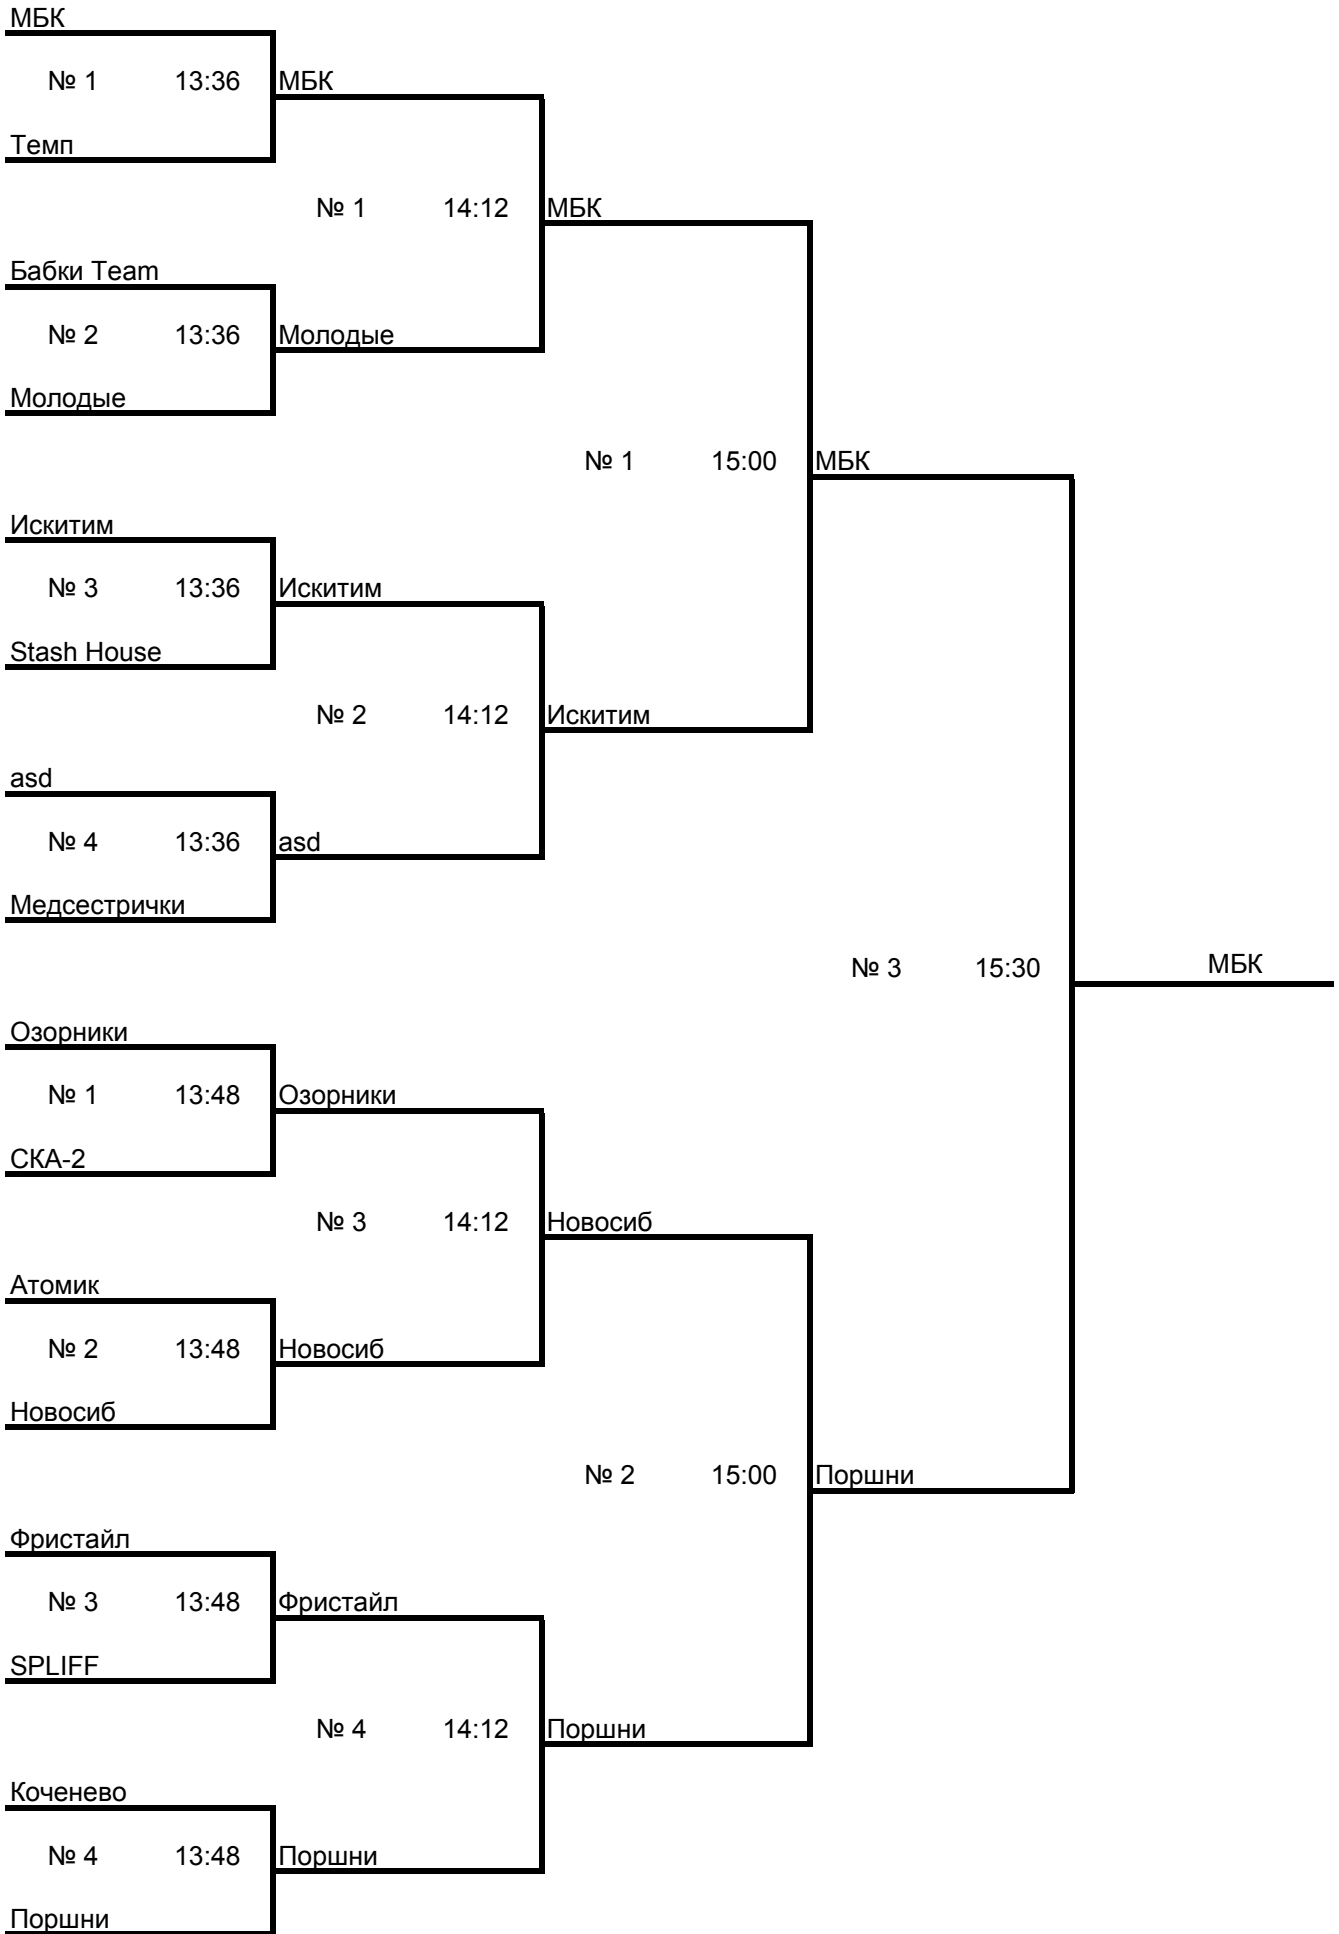 МБК
№ 1 13:36 МБК
Темп
№ 1 14:12 МБК
Бабки Team
№ 2 13:36 Молодые
Молодые
№ 1 15:00 МБК
Искитим
№ 3 13:36 Искитим
Stash House
№ 2 14:12 Искитим
asd
№ 4 13:36 asd
Медсестрички
№ 3 15:30 МБК
Озорники
№ 1 13:48 Озорники
СКА-2
№ 3 14:12 Новосиб
Атомик
№ 2 13:48 Новосиб
Новосиб
№ 2 15:00 Поршни
Фристайл
№ 3 13:48 Фристайл
SPLIFF
№ 4 14:12 Поршни
Коченево
№ 4 13:48 Поршни
Поршни